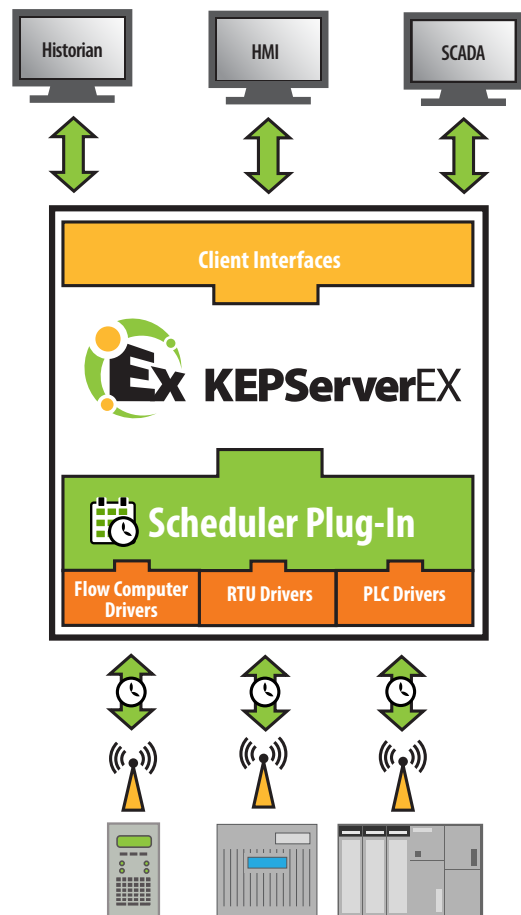 Historian
HMI
SCADA
Client Interfaces
Ex KEPServerEX
Scheduler Plug-In
Flow Computer
Drivers
RTU Drivers
PLC Drivers